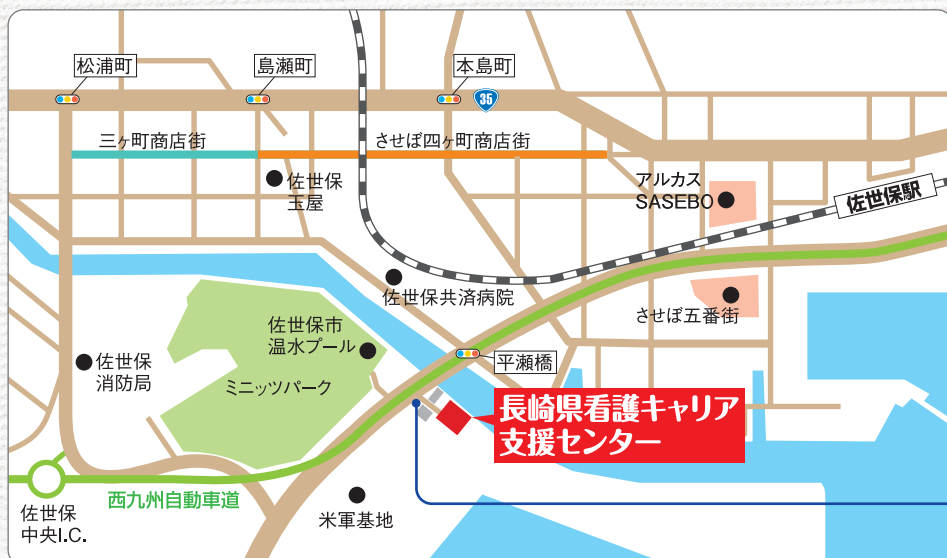 松浦町
島瀬町
本島町
35
三ヶ町商店街
させぼ四ヶ町商店街
佐世保
玉屋
アルカス
SASEBO
佐世保駅
佐世保共済病院
させぼ五番街
佐世保市
温水プール
ミニッツパーク
佐世保
消防局
平瀬橋
長崎県看護キャリア
支援センター
西九州自動車道
佐世保
中央I.C.
米軍基地